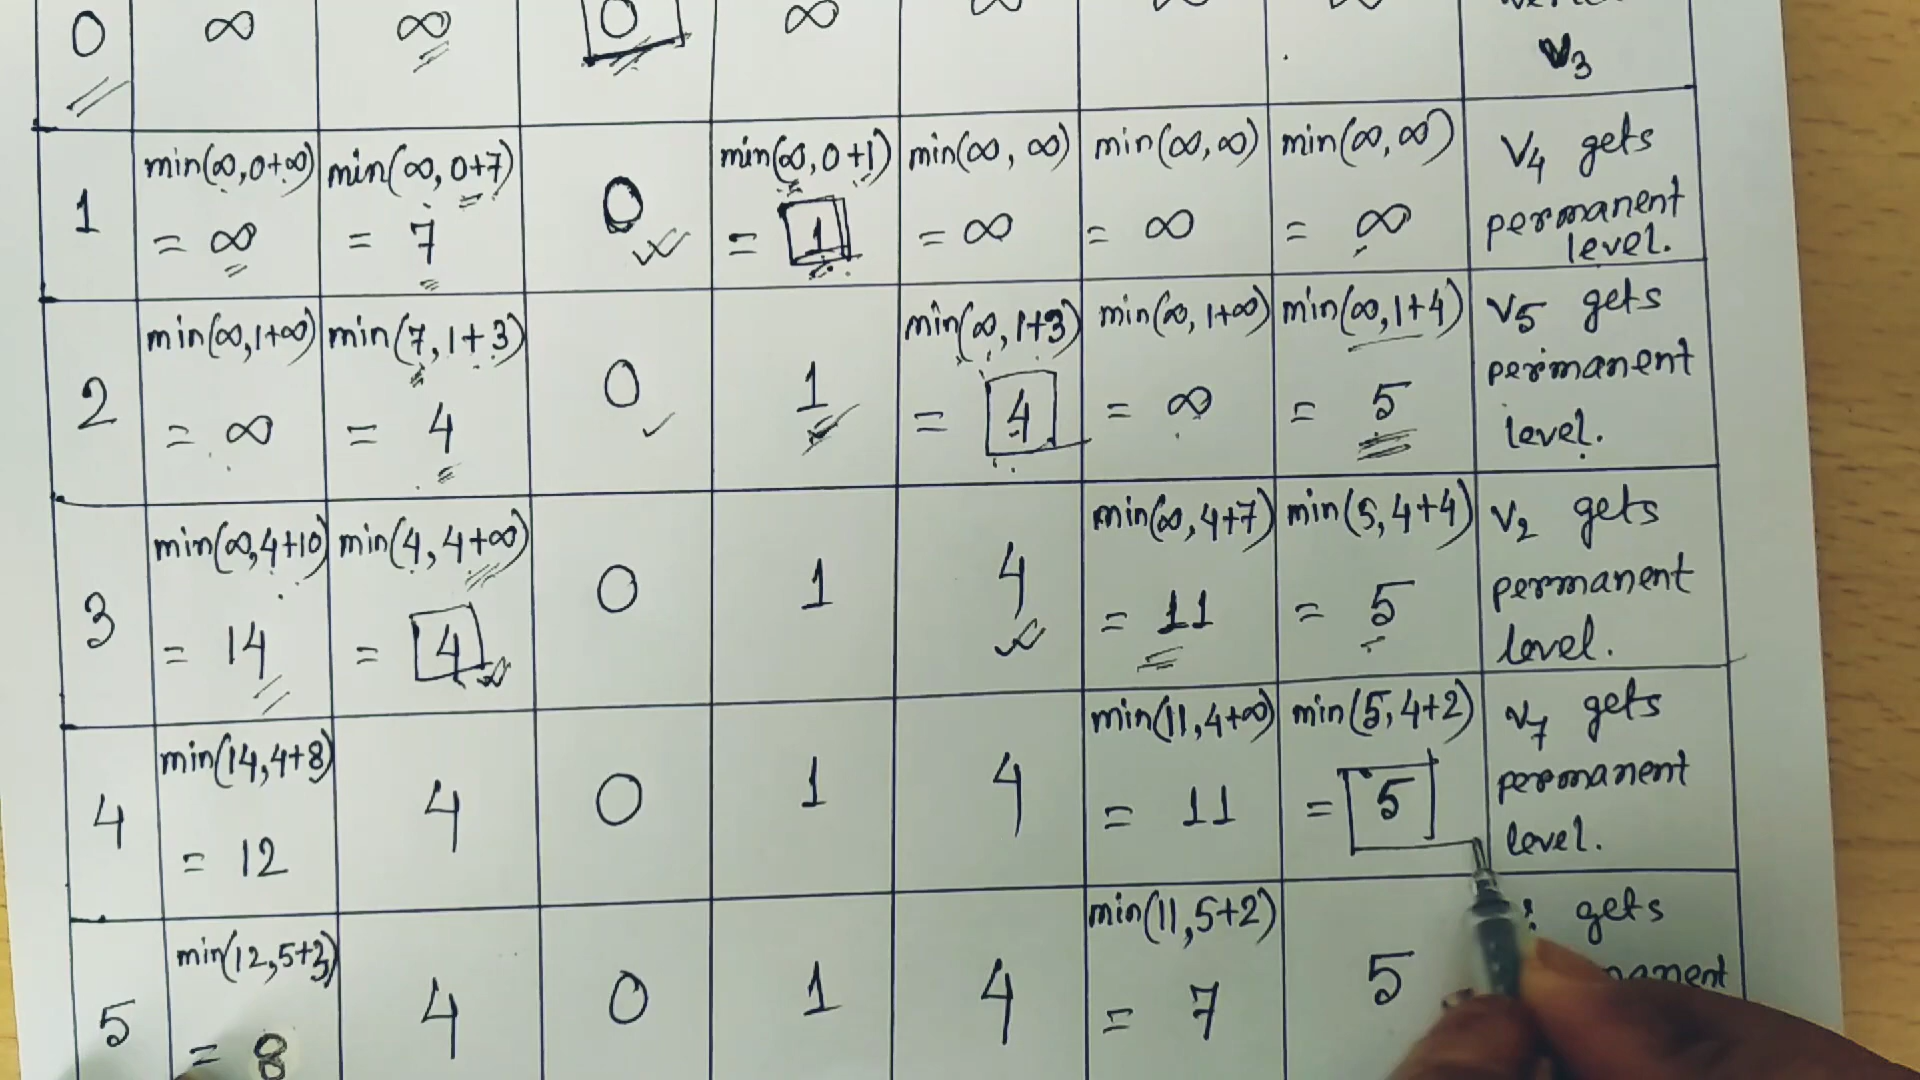 0 ∞ ∞ 0 ∞ ∞ ∞ ∞
v3
1 min(∞,0+∞) = ∞ min(∞,0+7) = 7 0 min(∞,0+1) = 1 min(∞,∞) = ∞ min(∞,∞) = ∞ min(∞,∞) = ∞ v4 gets permanent level.
2 min(∞,1+∞) = ∞ min(7,1+3) = 4 0 1 min(∞,1+3) = 4 min(∞,1+∞) = ∞ min(∞,1+4) = 5 v5 gets permanent level.
3 min(∞,4+10) = 14 min(4,4+∞) = 4 0 1 4 min(∞,4+7) = 11 min(5,4+4) = 5 v2 gets permanent level.
4 min(14,4+8) = 12 4 0 1 4 min(11,4+∞) = 11 min(5,4+2) = 5 v7 gets permanent level.
5 min(12,5+3) = 8 4 0 1 4 min(11,5+2) = 7 5 gets